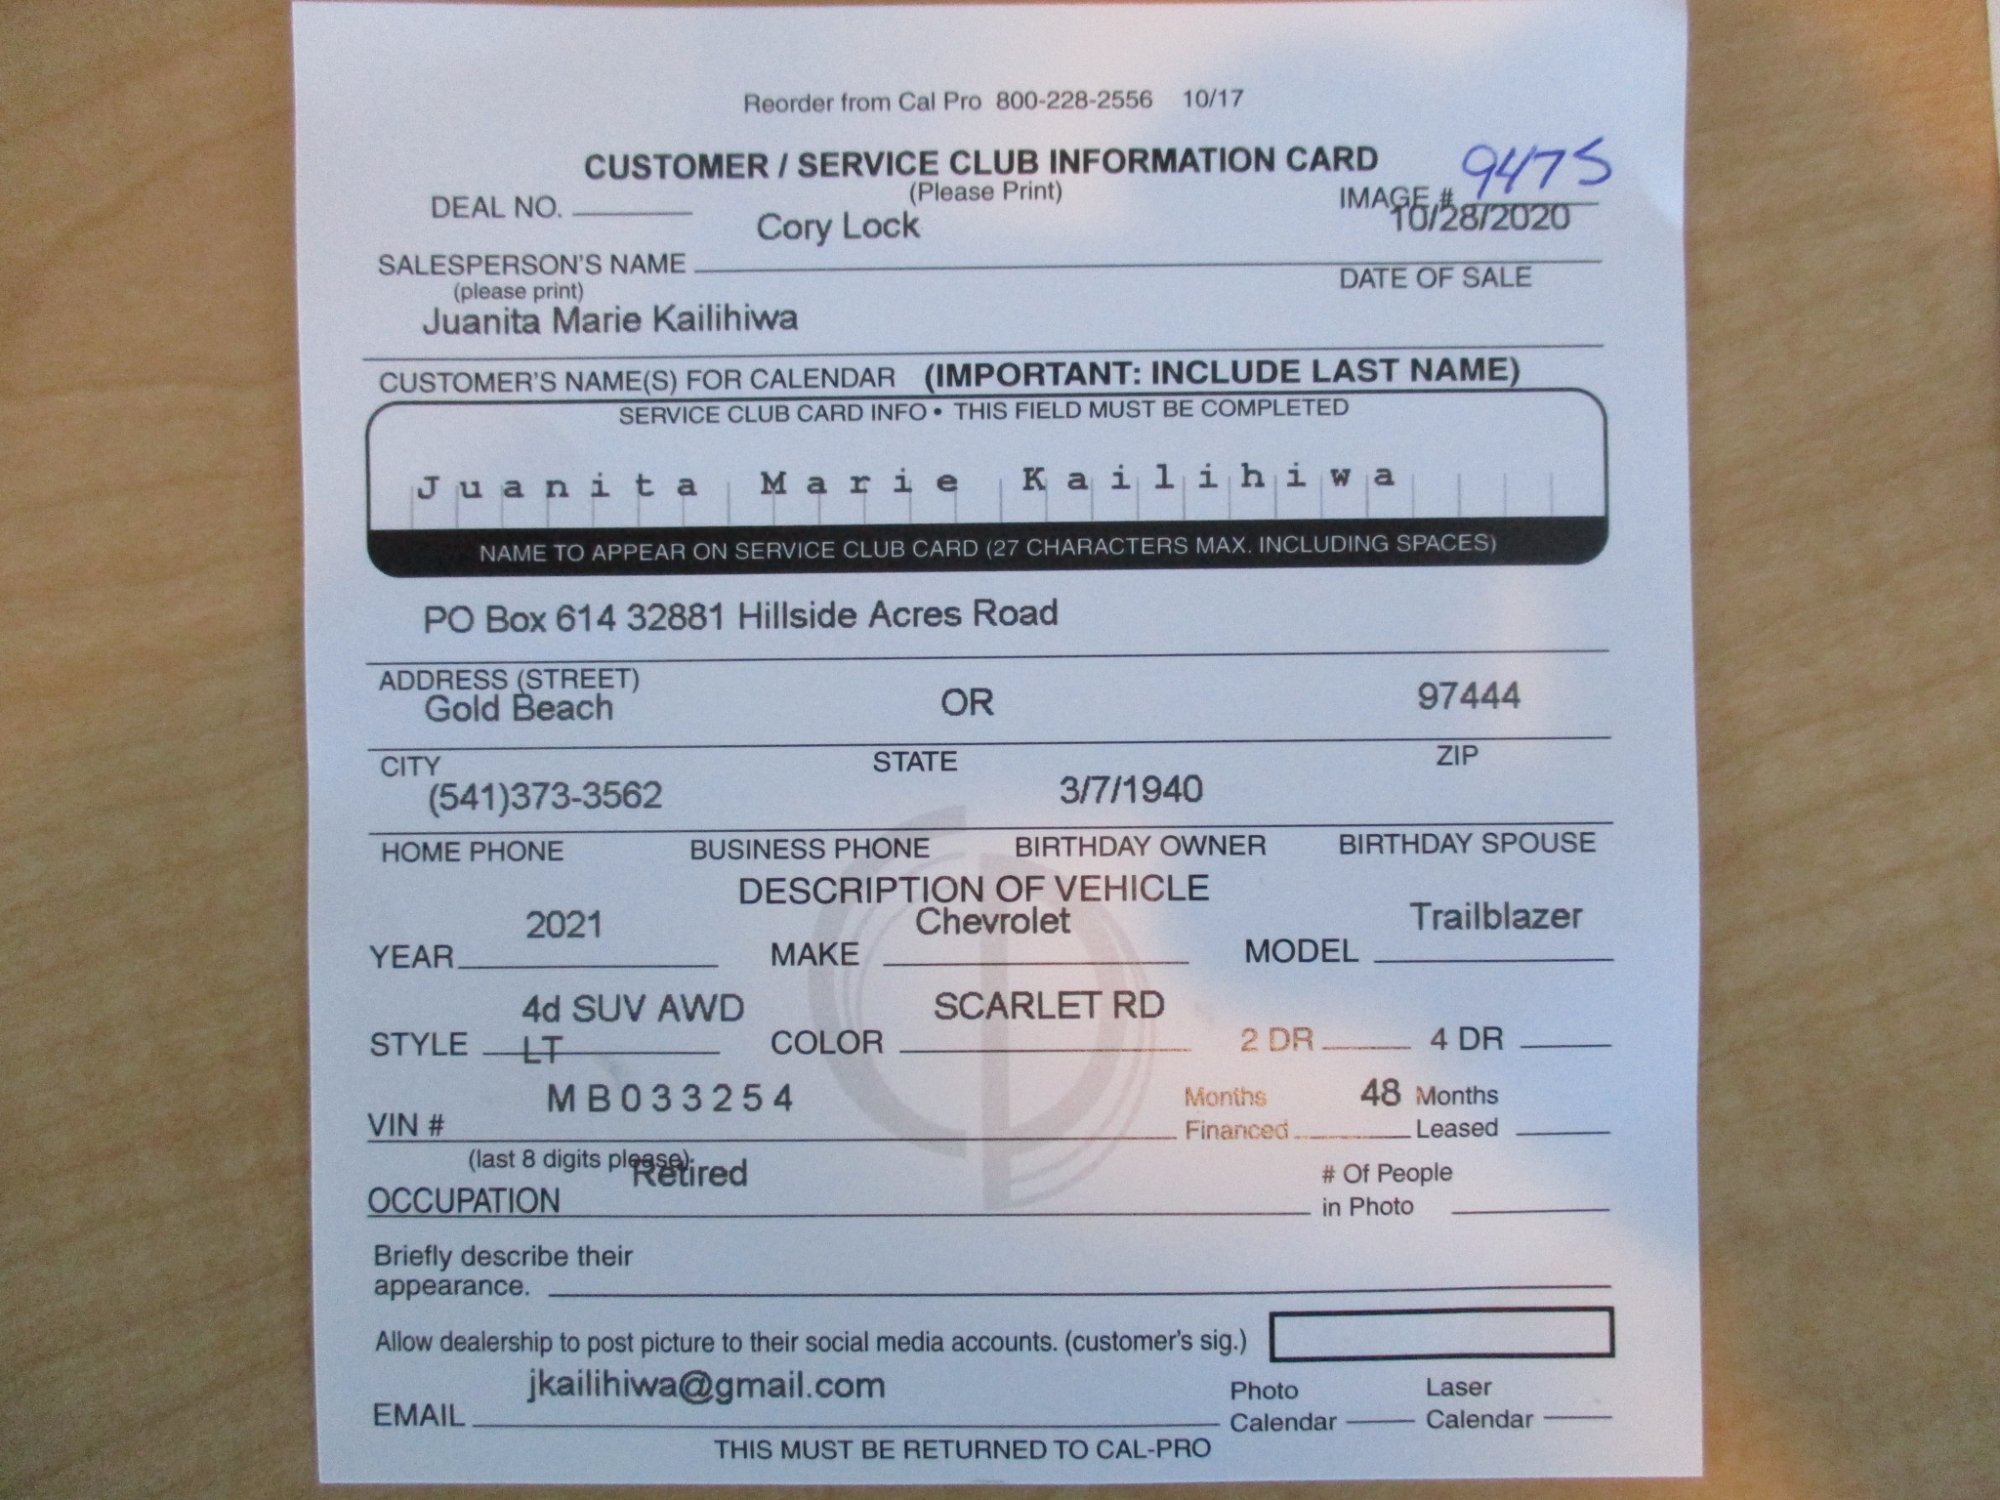 Reorder from Cal Pro 800-228-2556 10/17
CUSTOMER / SERVICE CLUB INFORMATION CARD
(Please Print)
DEAL NO.
IMAGE # 9475
Cory Lock 10/28/2020
SALESPERSON'S NAME
(please print)
DATE OF SALE
Juanita Marie Kailihiwa
CUSTOMER'S NAME(S) FOR CALENDAR (IMPORTANT: INCLUDE LAST NAME)
SERVICE CLUB CARD INFO • THIS FIELD MUST BE COMPLETED
Juanita Marie Kailihiwa
NAME TO APPEAR ON SERVICE CLUB CARD (27 CHARACTERS MAX. INCLUDING SPACES)
PO Box 614 32881 Hillside Acres Road
ADDRESS (STREET)
Gold Beach OR 97444
CITY STATE ZIP
(541)373-3562 3/7/1940
HOME PHONE BUSINESS PHONE BIRTHDAY OWNER BIRTHDAY SPOUSE
DESCRIPTION OF VEHICLE
2021 Chevrolet Trailblazer
YEAR MAKE MODEL
4d SUV AWD SCARLET RD
STYLE LT COLOR 2 DR 4 DR
MB033254 Months 48 Months
VIN # Financed Leased
(last 8 digits please)
Retired
# Of People
OCCUPATION in Photo
Briefly describe their
appearance.
Allow dealership to post picture to their social media accounts. (customer's sig.)
jkailihiwa@gmail.com Photo Laser
EMAIL Calendar Calendar
THIS MUST BE RETURNED TO CAL-PRO